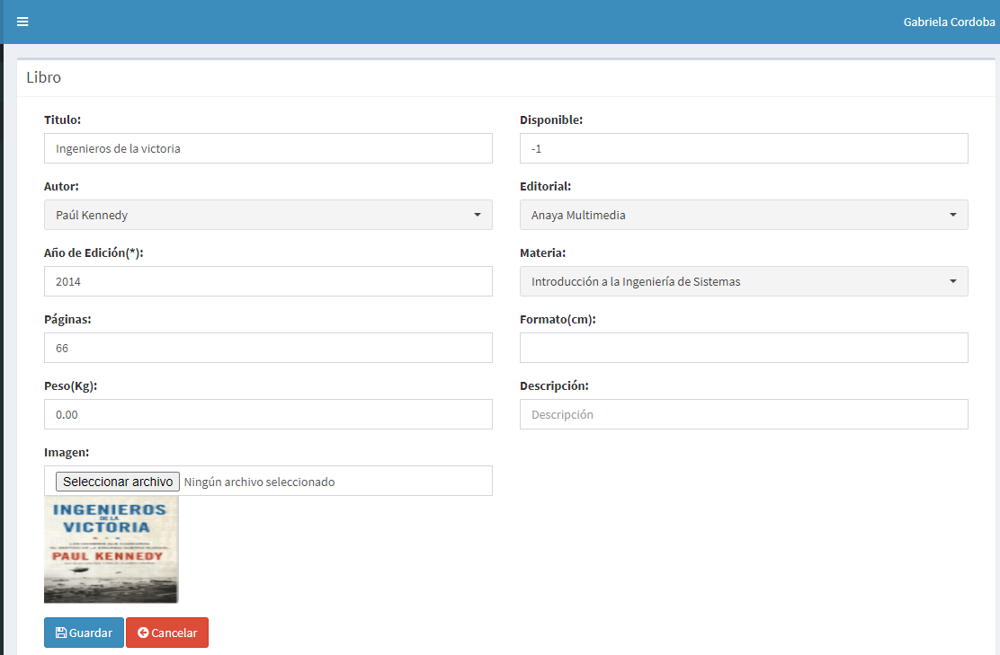 Gabriela Cordoba
Libro
Titulo:
Ingenieros de la victoria
Disponible:
-1
Autor:
Paúl Kennedy
Editorial:
Anaya Multimedia
Año de Edición(*):
2014
Materia:
Introducción a la Ingeniería de Sistemas
Páginas:
66
Formato(cm):
Peso(Kg):
0.00
Descripción:
Descripción
Imagen:
Seleccionar archivo Ningún archivo seleccionado
INGENIEROS
DE LA
VICTORIA
PAUL KENNEDY
Guardar Cancelar